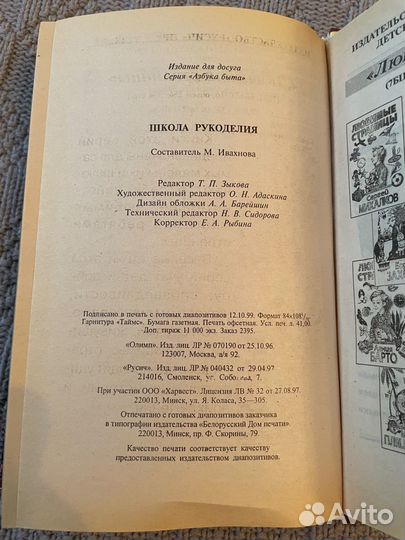 Издание для досуга
Серия «Азбука быта»
ШКОЛА РУКОДЕЛИЯ
Составитель М. Ивахнова
Редактор Т. П. Зыкова
Художественный редактор О. Н. Адаскина
Дизайн обложки А. А. Барейшин
Технический редактор Н. В. Сидорова
Корректор Е. А. Рыбина
Подписано в печать с готовых диапозитивов 12.10.99. Формат 84×108
Гарнитура «Таймс». Бумага газетная. Печать офсетная. Усл. печ. л. 41,00.
Доп. тираж 11 000 экз. Заказ 2395.
«Олимп». Изд. лиц. ЛР № 070190 от 25.10.96.
123007, Москва, а/я 92.
«Русич». Изд. лиц. ЛР № 040432 от 29.04.97
214016, Смоленск, ул. 7.
При участии ООО «Харвест». Лицензия ЛВ № 32 от 27.08.97.
220013, Минск, ул. Я. Коласа, 35—305.
Отпечатано с готовых диапозитивов заказчика
в типографии издательства «Белорусский Дом печати».
220013, Минск, пр. Ф. Скорины, 79.
Качество печати соответствует качеству
предоставленных издательством диапозитивов.
ИЗДАТЕЛЬС
ДЕТСК
«Лю
СТРАНИЦЫ
Сергей
МИХАЛКОВ
БАРТО
Avito